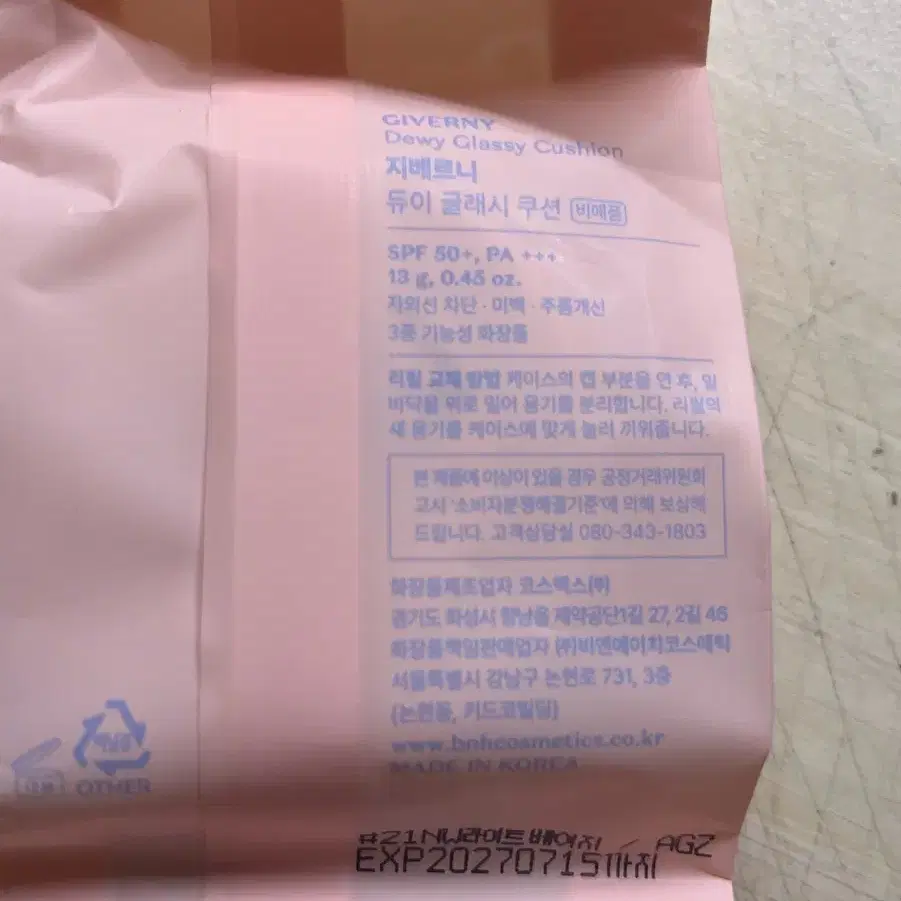 GIVERNY
Dewy Glassy Cushion
지베르니
듀이 글래시 쿠션 비매품
SPF 50+, PA +++
13 g, 0.45 oz.
자외선 차단 · 미백 · 주름개선
3중 기능성 화장품
리필 교체 방법 케이스의 캡 부분을 연 후, 밑
바닥을 위로 밀어 용기를 분리합니다. 리필의
새 용기를 케이스에 맞게 눌러 끼워줍니다.
본 제품에 이상이 있을 경우 공정거래위원회
고시 '소비자분쟁해결기준'에 의해 보상해
드립니다. 고객상담실 080-343-1803
화장품제조업자 코스맥스(주)
경기도 화성시 향남읍 제약공단1길 27, 2길 46
화장품책임판매업자 (주)비엔에이치코스메틱
서울특별시 강남구 논현로 731, 3층
(논현동, 키드코빌딩)
www.bnhcosmetics.co.kr
MADE IN KOREA
OTHER
#21N 라이트 베이지 / AGZ
EXP20270715까지